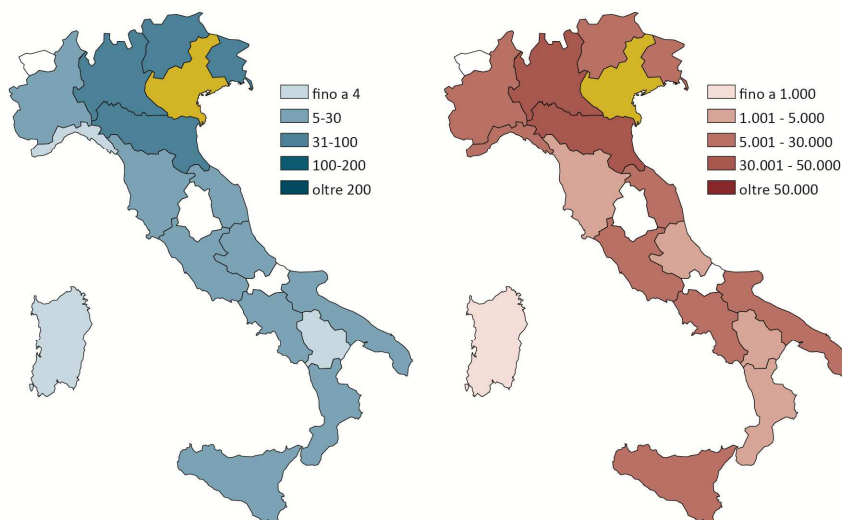 fino a 4
5-30
31-100
100-200
oltre 200
fino a 1.000
1.001 - 5.000
5.001 - 30.000
30.001 - 50.000
oltre 50.000